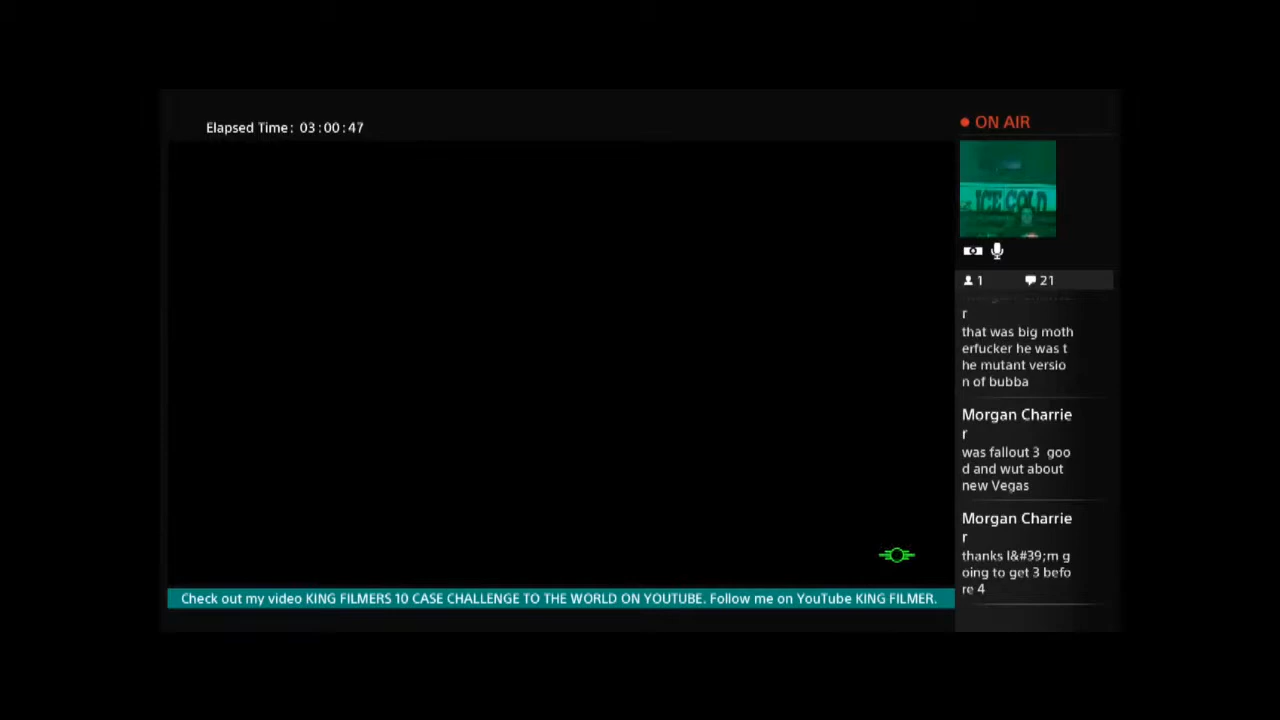 Elapsed Time: 03:00:47
ON AIR
ICE COLD
1
21
r
that was big moth
erfucker he was t
he mutant versio
n of bubba
Morgan Charrie
r
was fallout 3 goo
d and wut about
new Vegas
Morgan Charrie
r
thanks I&#39;m g
oing to get 3 befo
re 4
Check out my video KING FILMERS 10 CASE CHALLENGE TO THE WORLD ON YOUTUBE. Follow me on YouTube KING FILMER.